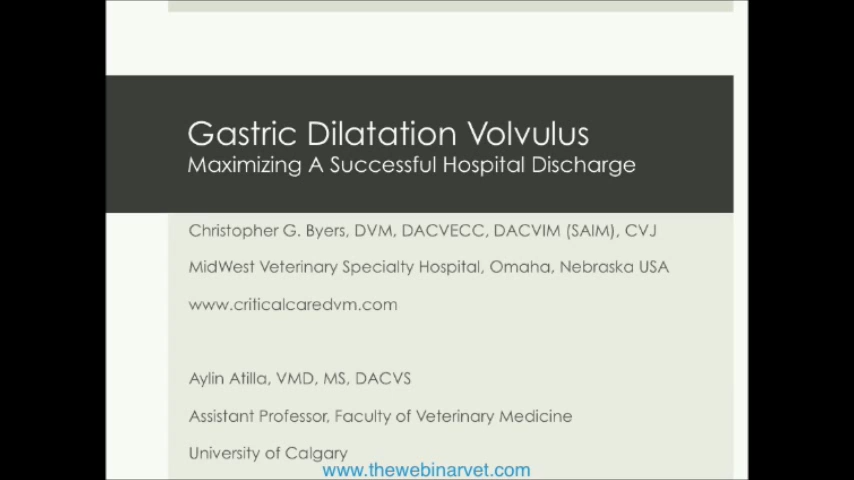 Gastric Dilatation Volvulus
Maximizing A Successful Hospital Discharge
Christopher G. Byers, DVM, DACVECC, DACVIM (SAIM), CVJ
MidWest Veterinary Specialty Hospital, Omaha, Nebraska USA
www.criticalcaredvm.com
Aylin Atilla, VMD, MS, DACVS
Assistant Professor, Faculty of Veterinary Medicine
University of Calgary
www.thewebinarvet.com